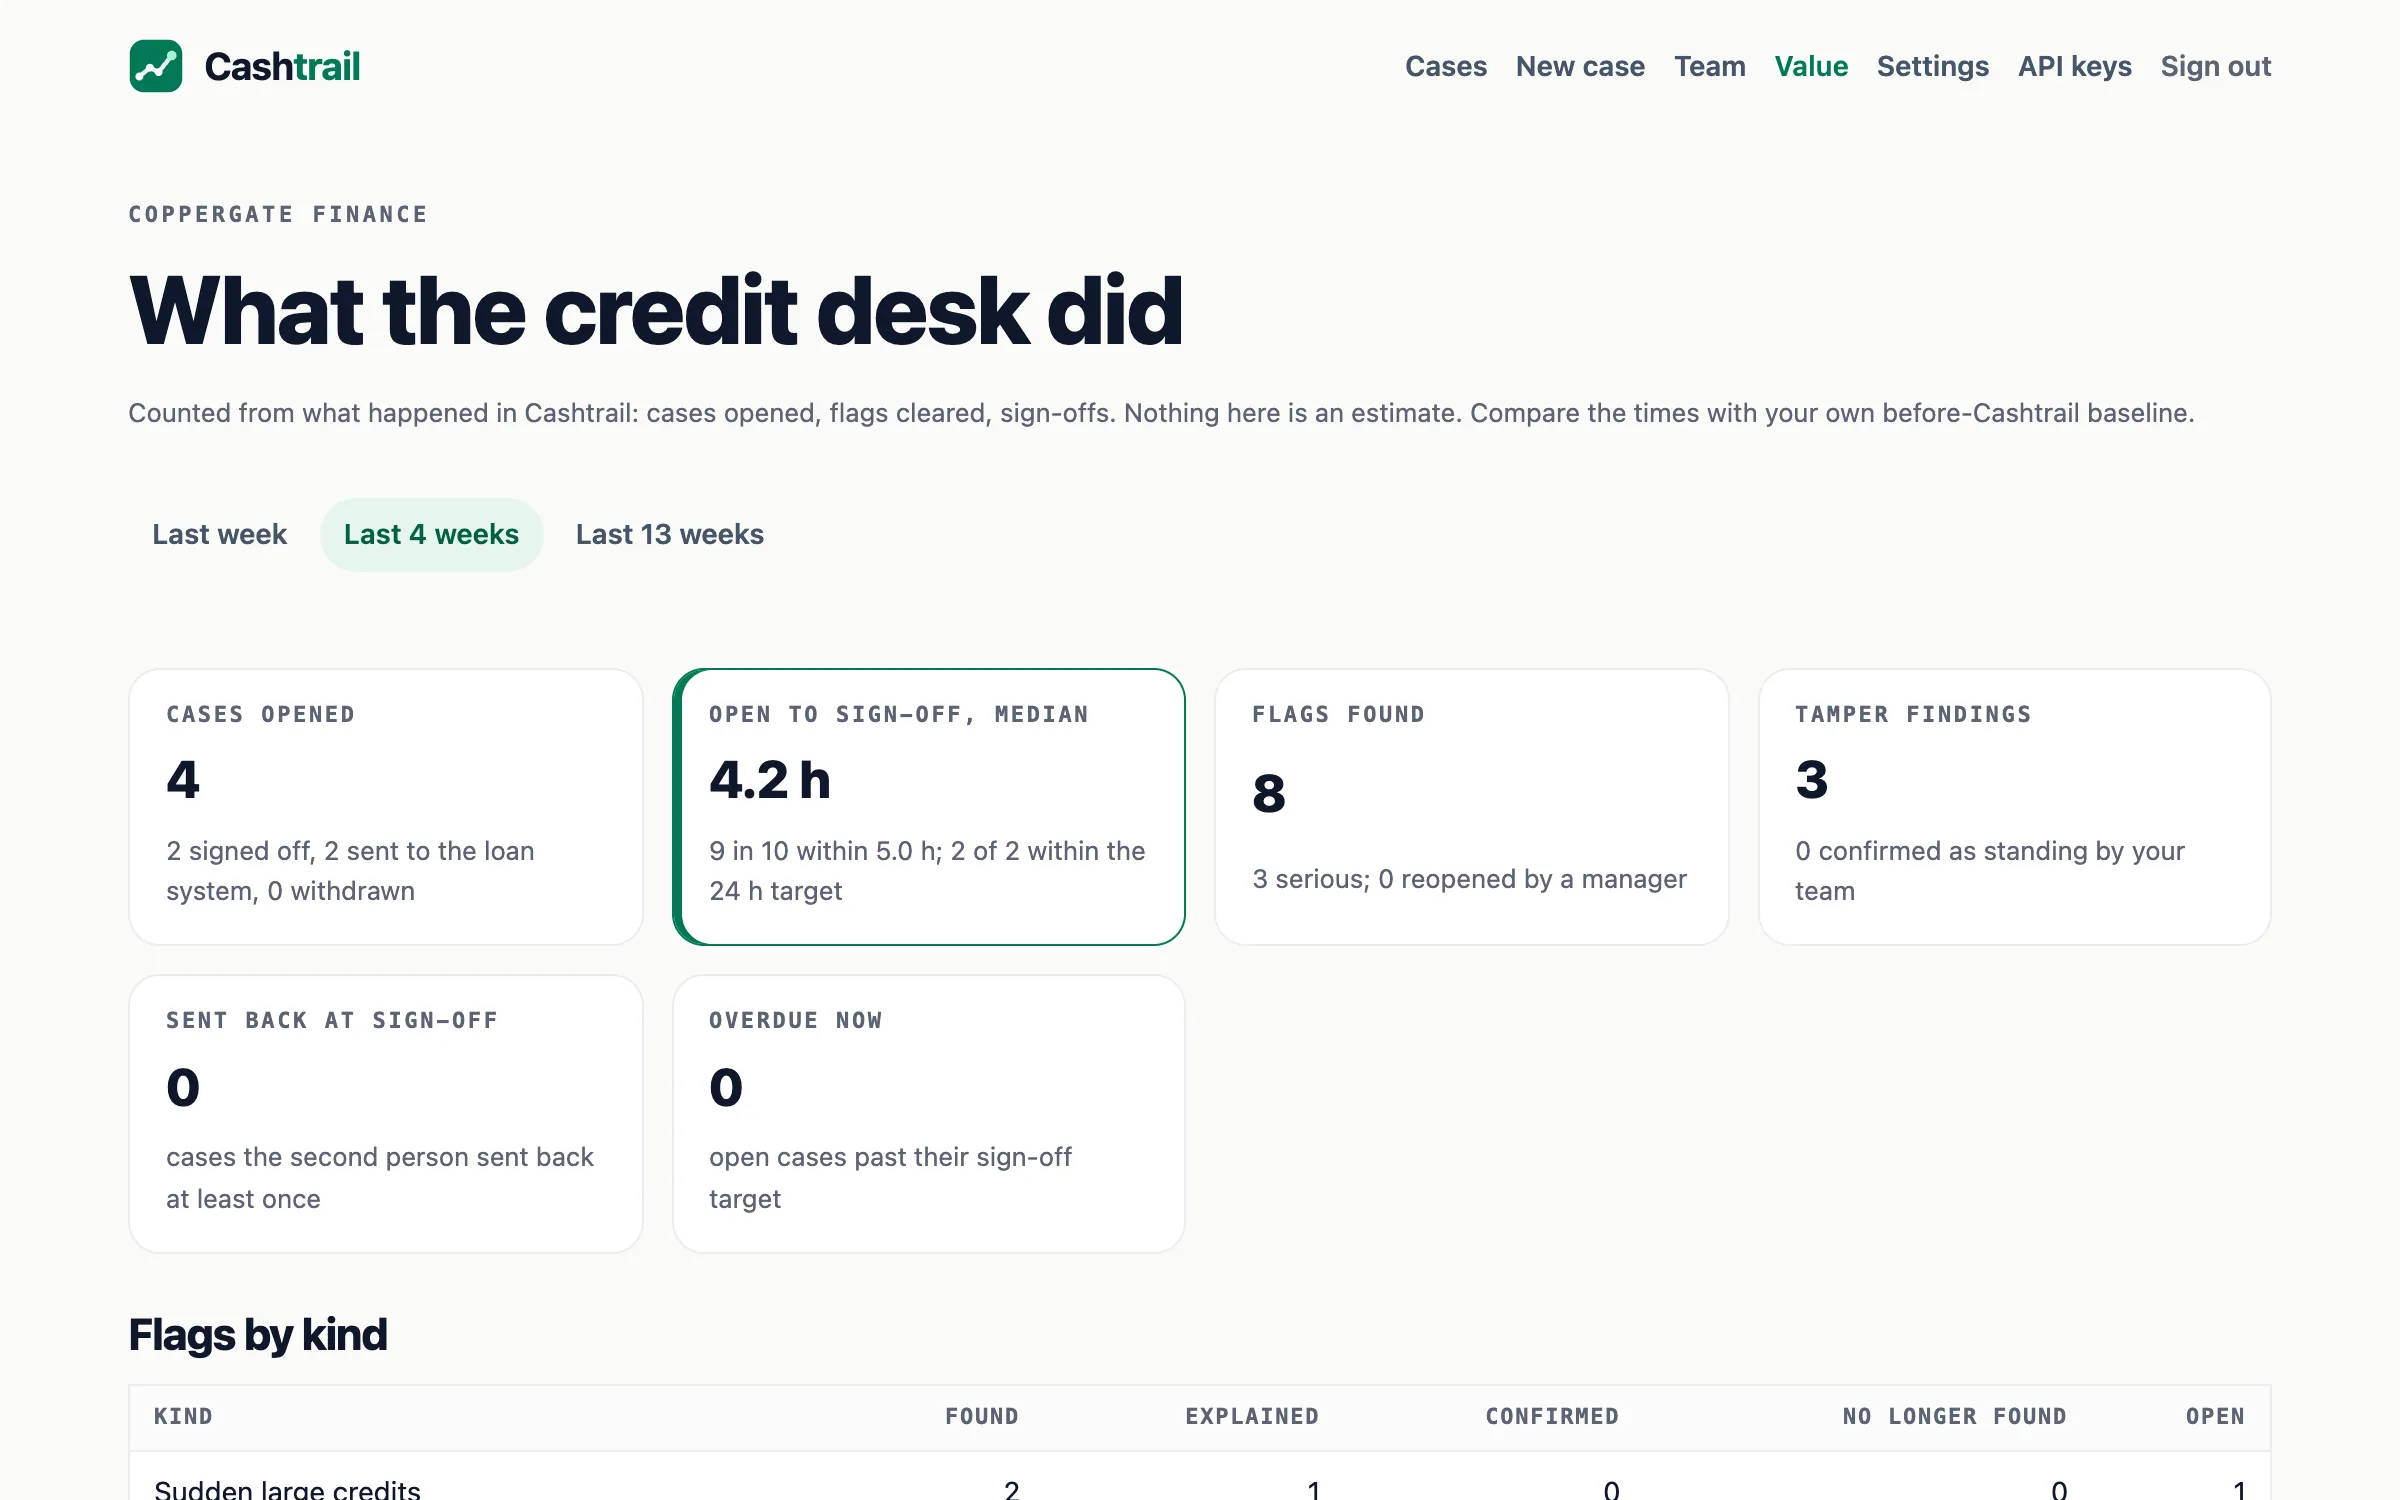 Cashtrail
Cases New case Team Value Settings API keys Sign out
COPPERGATE FINANCE
What the credit desk did
Counted from what happened in Cashtrail: cases opened, flags cleared, sign-offs. Nothing here is an estimate. Compare the times with your own before-Cashtrail baseline.
Last week Last 4 weeks Last 13 weeks
CASES OPENED
4
2 signed off, 2 sent to the loan
system, 0 withdrawn
OPEN TO SIGN-OFF, MEDIAN
4.2 h
9 in 10 within 5.0 h; 2 of 2 within the
24 h target
FLAGS FOUND
8
3 serious; 0 reopened by a manager
TAMPER FINDINGS
3
0 confirmed as standing by your
team
SENT BACK AT SIGN-OFF
0
cases the second person sent back
at least once
OVERDUE NOW
0
open cases past their sign-off
target
Flags by kind
KIND FOUND EXPLAINED CONFIRMED NO LONGER FOUND OPEN
Sudden large credits 2 1 0 0 1